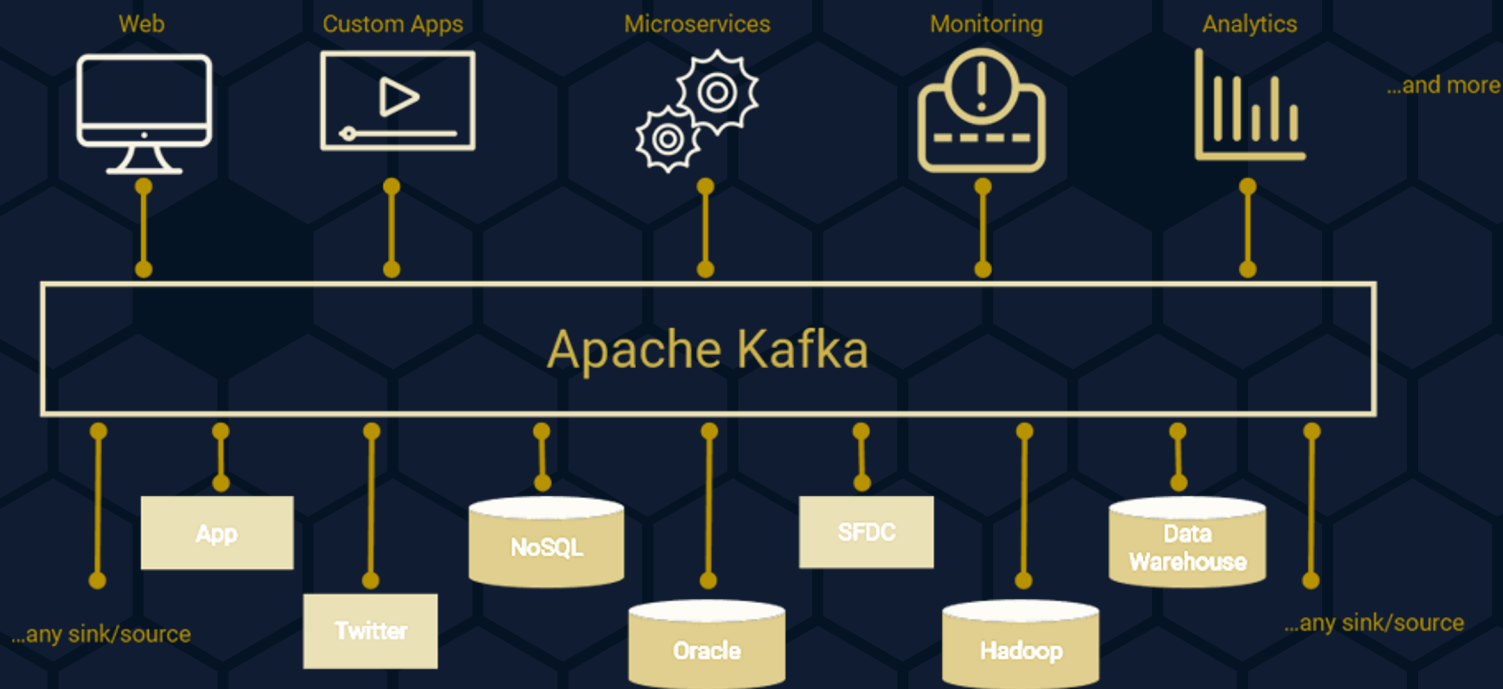 Web
Custom Apps
Microservices
Monitoring
Analytics
...and more
Apache Kafka
App
NoSQL
SFDC
Data
Warehouse
...any sink/source
Twitter
Oracle
Hadoop
...any sink/source